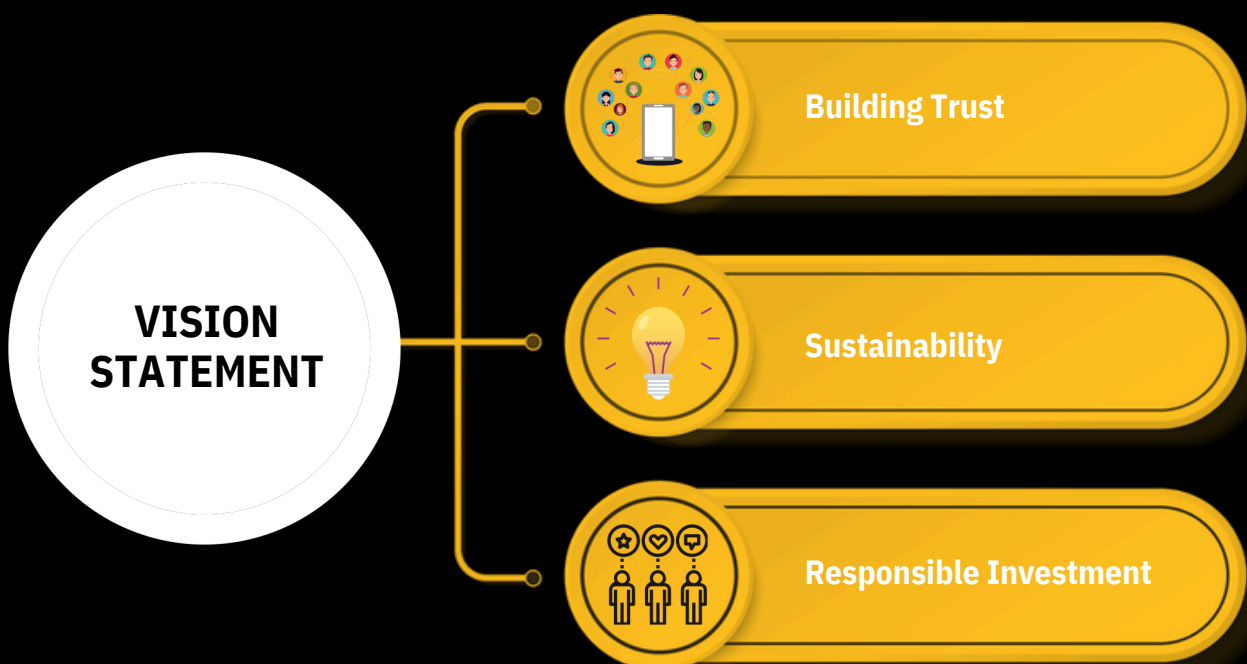 VISION
STATEMENT
Building Trust
Sustainability
Responsible Investment